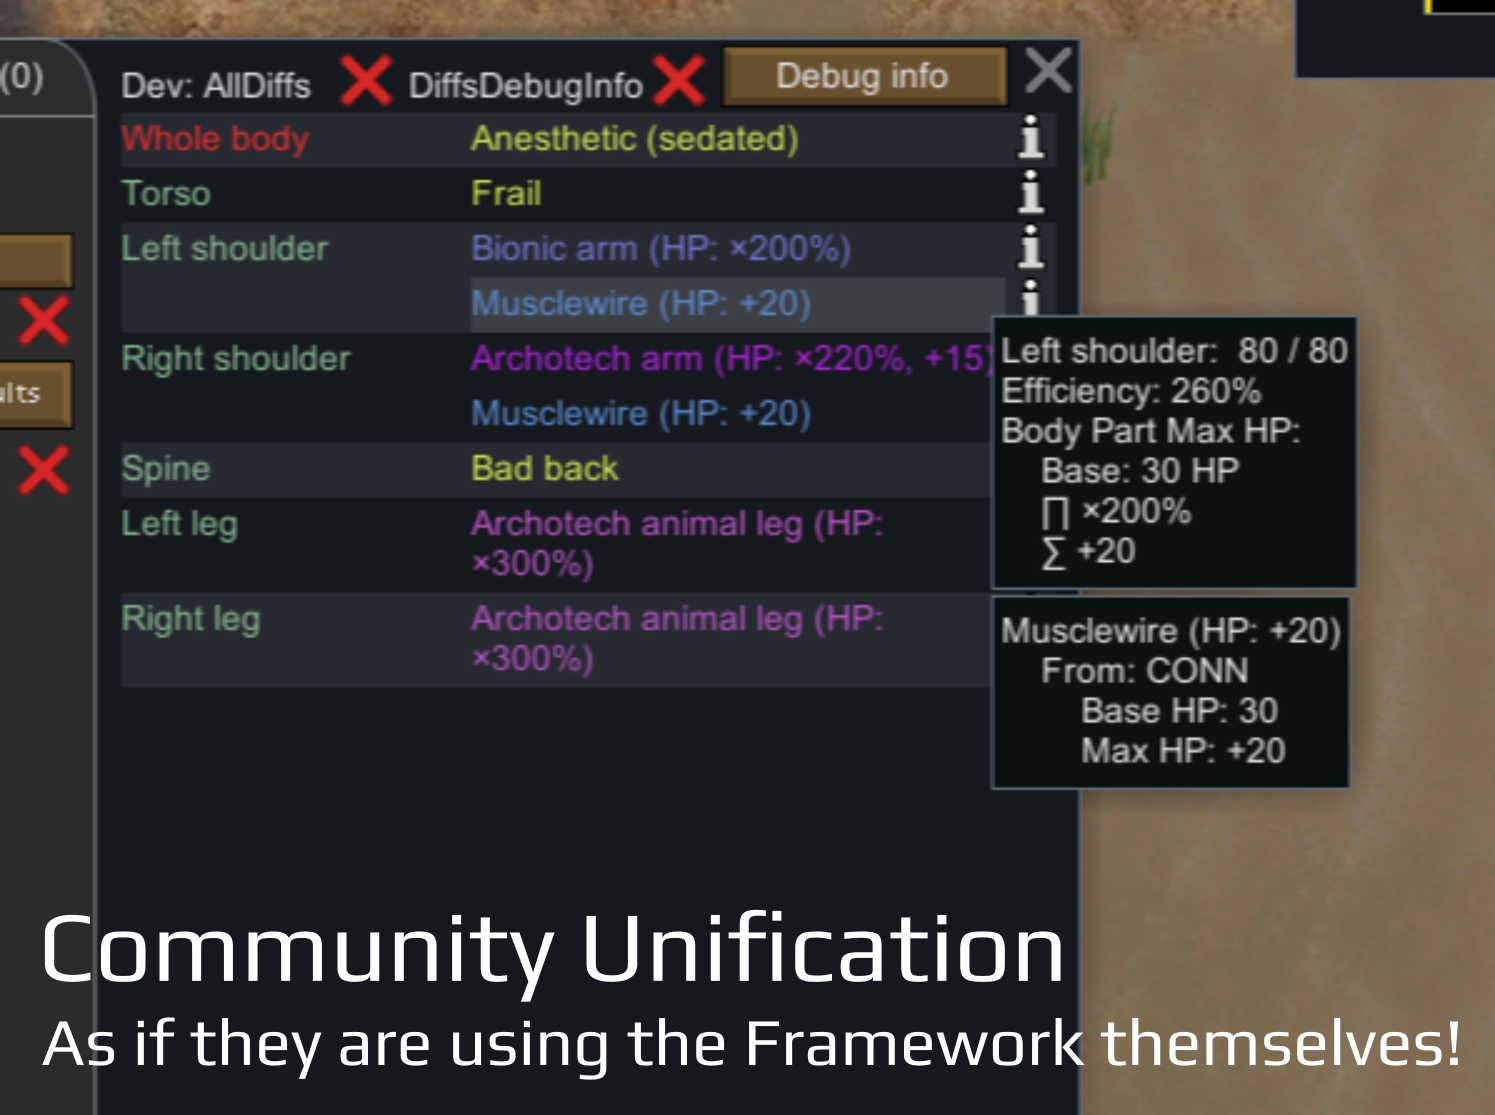 (0)
Dev: AllDiffs DiffsDebugInfo Debug info
Whole body Anesthetic (sedated)
Torso Frail
Left shoulder Bionic arm (HP: ×200%)
Musclewire (HP: +20)
Right shoulder Archotech arm (HP: ×220%, +15)
Musclewire (HP: +20)
Spine Bad back
Left leg Archotech animal leg (HP:
×300%)
Right leg Archotech animal leg (HP:
×300%)
Left shoulder: 80 / 80
Efficiency: 260%
Body Part Max HP:
Base: 30 HP
∏ ×200%
∑ +20
Musclewire (HP: +20)
From: CONN
Base HP: 30
Max HP: +20
Community Unification
As if they are using the Framework themselves!